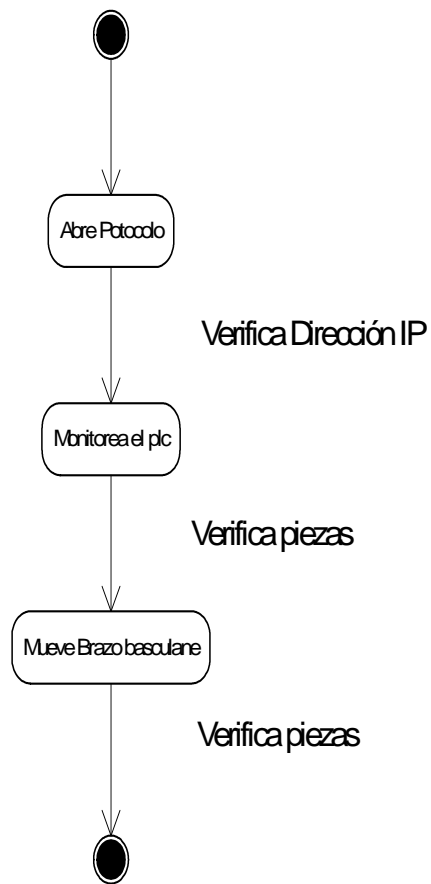 Abre Potocolo
Verifica Dirección IP
Monitorea el plc
Verifica piezas
Mueve Brazo basculane
Verifica piezas